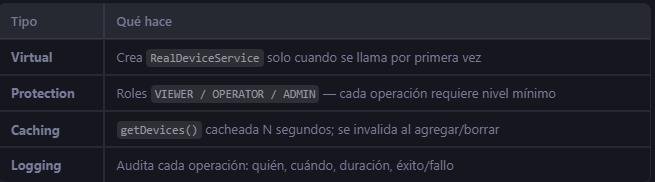 Tipo Qué hace
Virtual Crea RealDeviceService solo cuando se llama por primera vez
Protection Roles VIEWER / OPERATOR / ADMIN — cada operación requiere nivel mínimo
Caching getDevices() cacheada N segundos; se invalida al agregar/borrar
Logging Audita cada operación: quién, cuándo, duración, éxito/fallo